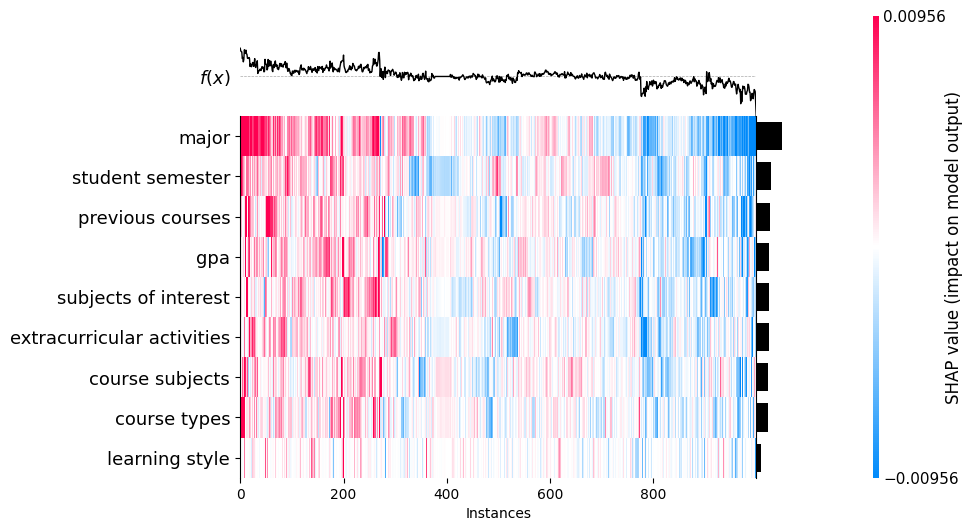 0.00956
f(x)
major
student semester
previous courses
gpa
subjects of interest
extracurricular activities
course subjects
course types
learning style
0 200 400 600 800
Instances
−0.00956
SHAP value (impact on model output)